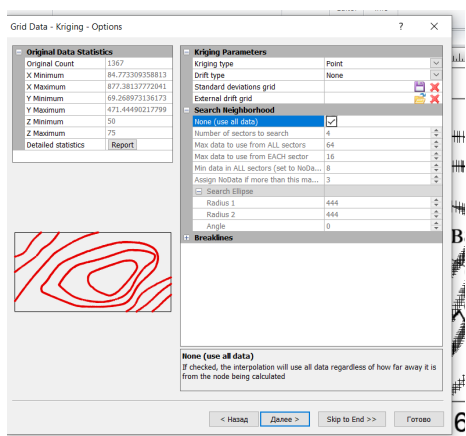 Grid Data - Kriging - Options ? ×
Original Data Statistics
Original Count 1367
X Minimum 84.773309358813
X Maximum 877.38137772041
Y Minimum 69.268973136173
Y Maximum 471.44490217799
Z Minimum 50
Z Maximum 75
Detailed statistics Report
Kriging Parameters
Kriging type Point
Drift type None
Standard deviations grid
External drift grid
Search Neighborhood
None (use all data)
Number of sectors to search 4
Max data to use from ALL sectors 64
Max data to use from EACH sector 16
Min data in ALL sectors (set to NoDa... 8
Assign NoData if more than this ma... 3
Search Ellipse
Radius 1 444
Radius 2 444
Angle 0
Breaklines
None (use all data)
If checked, the interpolation will use all data regardless of how far away it is
from the node being calculated
< Назад Далее > Skip to End >> Готово
B
6